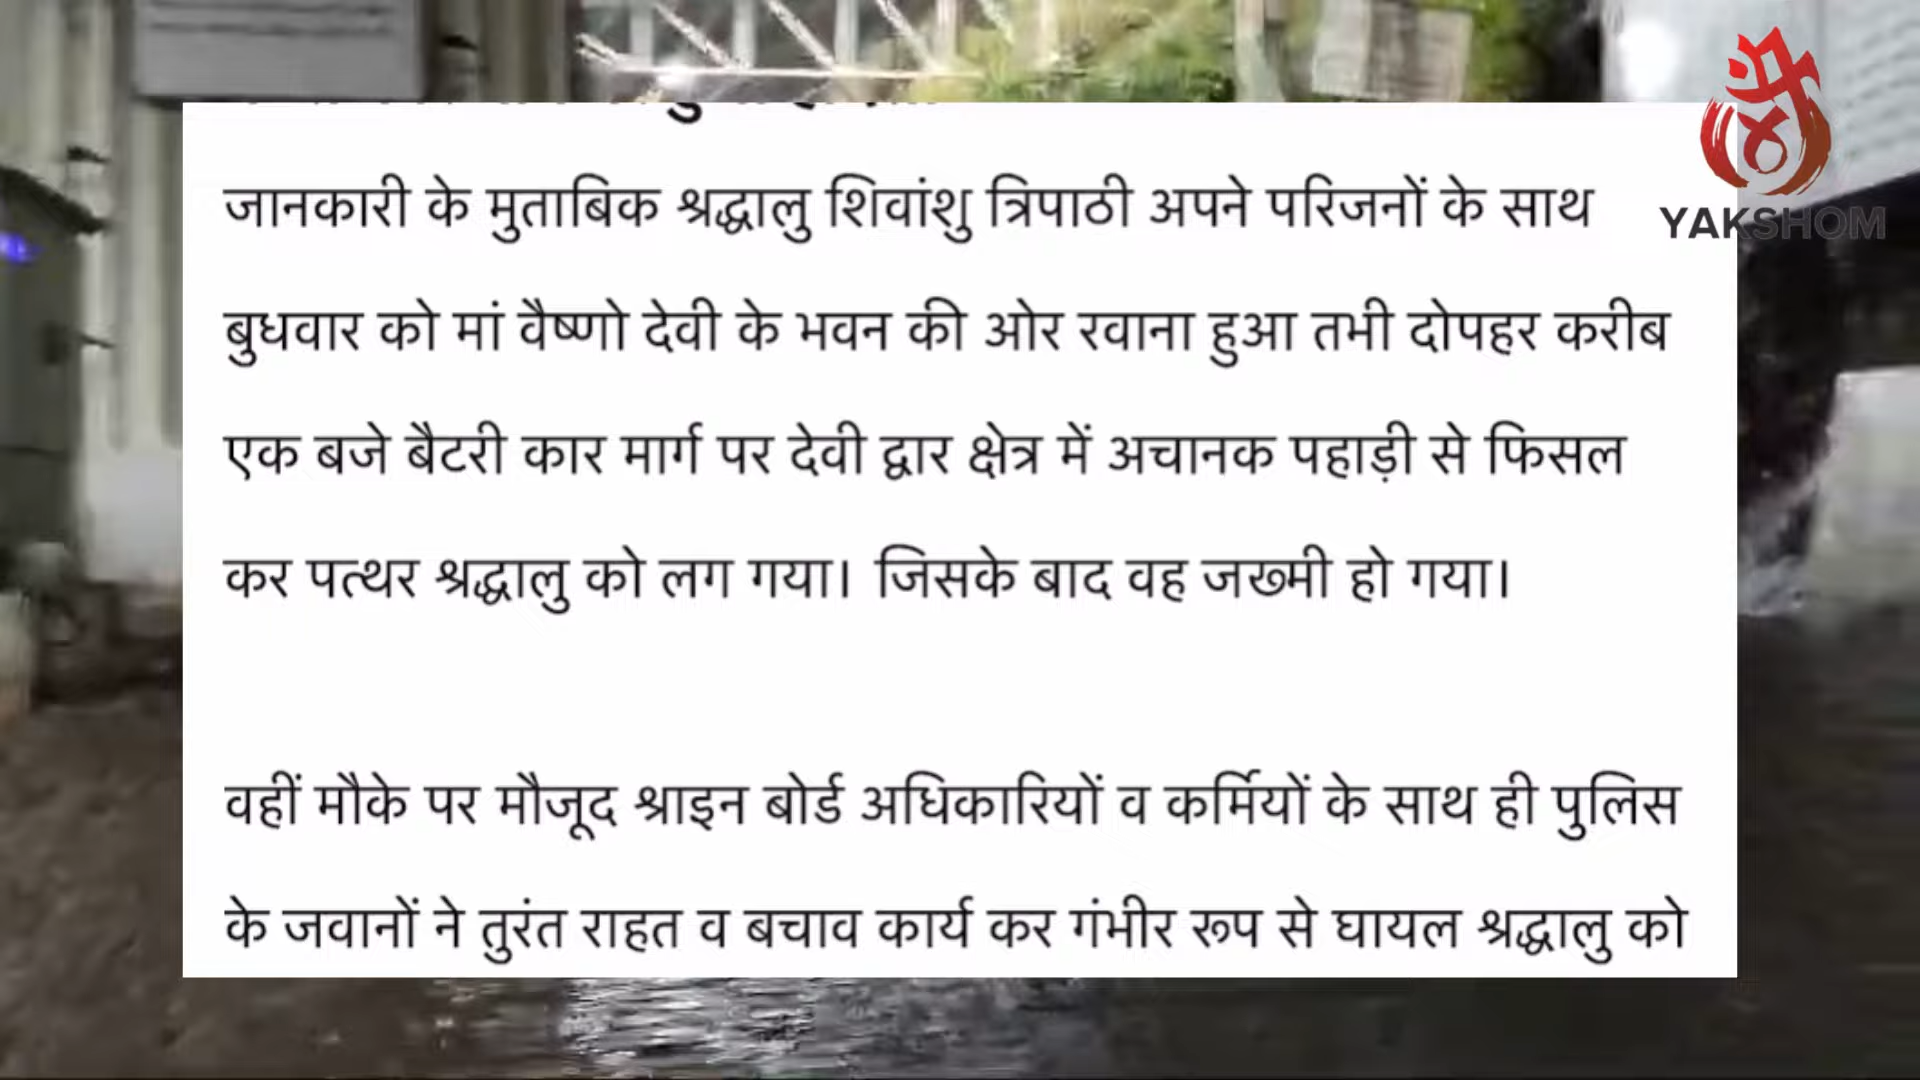 जानकारी के मुताबिक श्रद्धालु शिवांशु त्रिपाठी अपने परिजनों के साथ
बुधवार को मां वैष्णो देवी के भवन की ओर रवाना हुआ तभी दोपहर करीब
एक बजे बैटरी कार मार्ग पर देवी द्वार क्षेत्र में अचानक पहाड़ी से फिसल
कर पत्थर श्रद्धालु को लग गया। जिसके बाद वह जख्मी हो गया।
वहीं मौके पर मौजूद श्राइन बोर्ड अधिकारियों व कर्मियों के साथ ही पुलिस
के जवानों ने तुरंत राहत व बचाव कार्य कर गंभीर रूप से घायल श्रद्धालु को
YAKSHOM